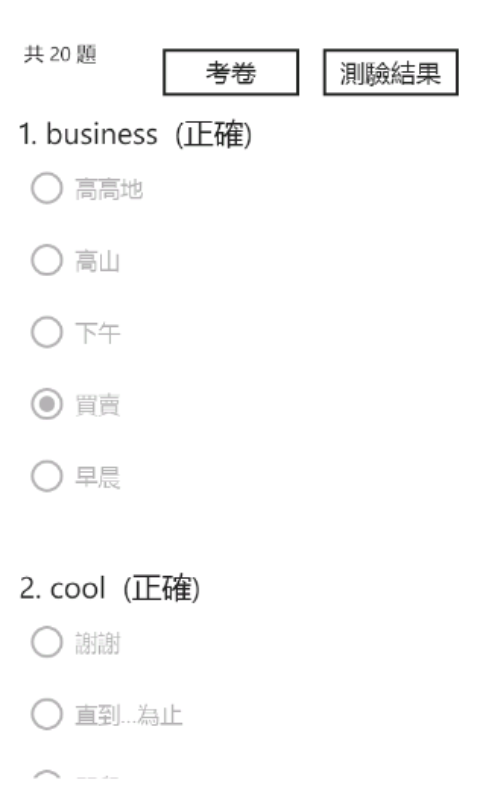 共 20 題
考卷
測驗結果
1. business (正確)
高高地
高山
下午
買賣
早晨
2. cool (正確)
謝謝
直到...為止